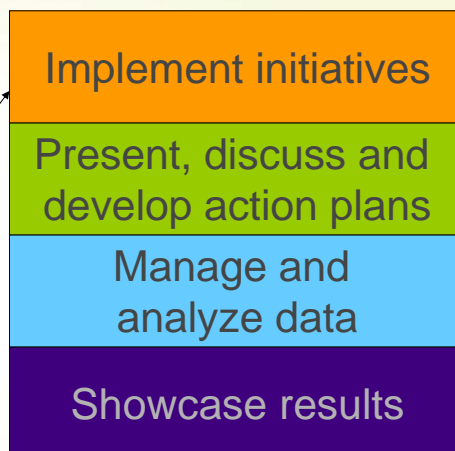 Implement initiatives
Present, discuss and
develop action plans
Manage and
analyze data
Showcase results